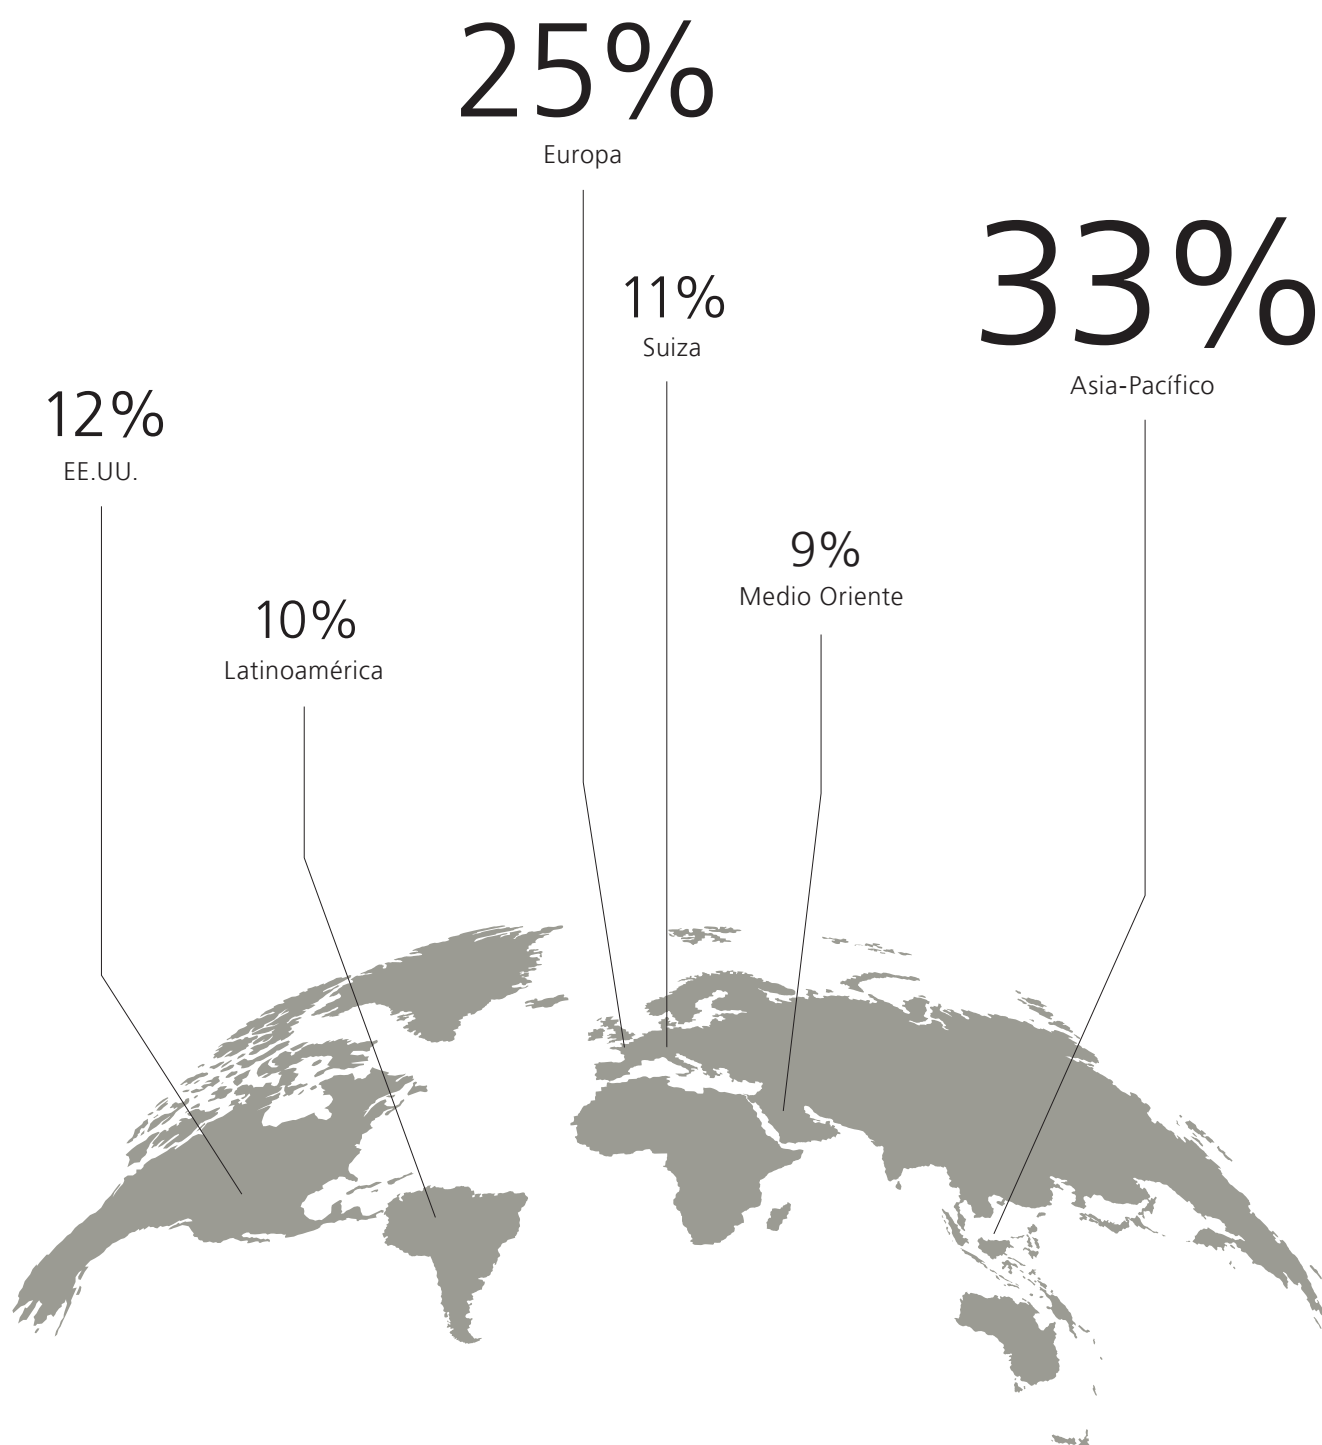 25%
Europa
33%
Asia-Pacífico
11%
Suiza
12%
EE.UU.
9%
Medio Oriente
10%
Latinoamérica